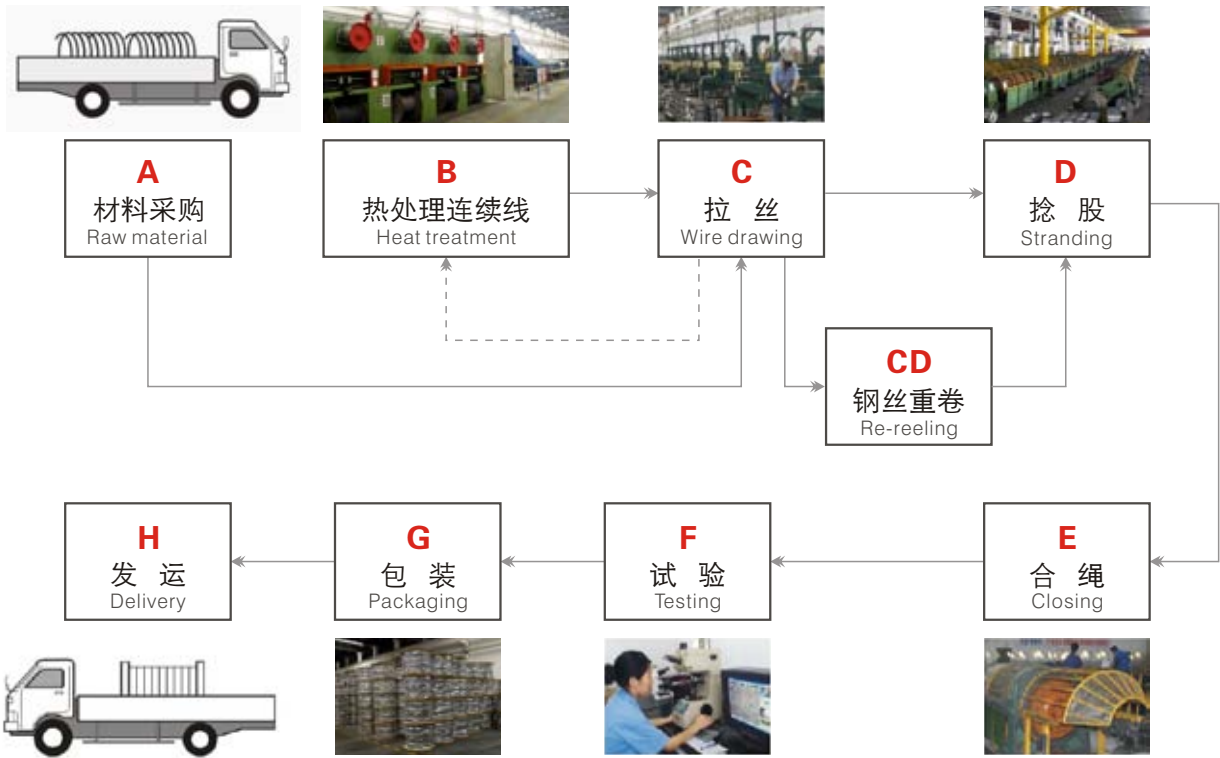 A
材料采购
Raw material
B
热处理连续线
Heat treatment
C
拉 丝
Wire drawing
D
捻 股
Stranding
CD
钢丝重卷
Re-reeling
H
发 运
Delivery
G
包 装
Packaging
F
试 验
Testing
E
合 绳
Closing